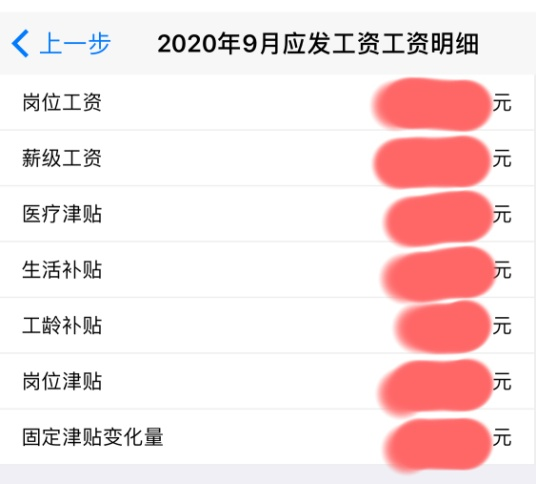 上一步 2020年9月应发工资工资明细
岗位工资 元
薪级工资 元
医疗津贴 元
生活补贴 元
工龄补贴 元
岗位津贴 元
固定津贴变化量 元